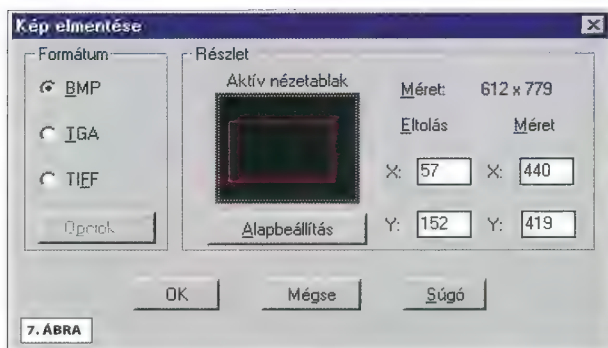 Kép elmentése
Formátum
BMP
TGA
TIFF
Opciók
Részlet
Aktív nézetablak
Alapbeállítás
Méret: 612 x 779
Eltolás Méret
X: 57 X: 440
Y: 152 Y: 419
OK Mégse Súgó
7. ÁBRA